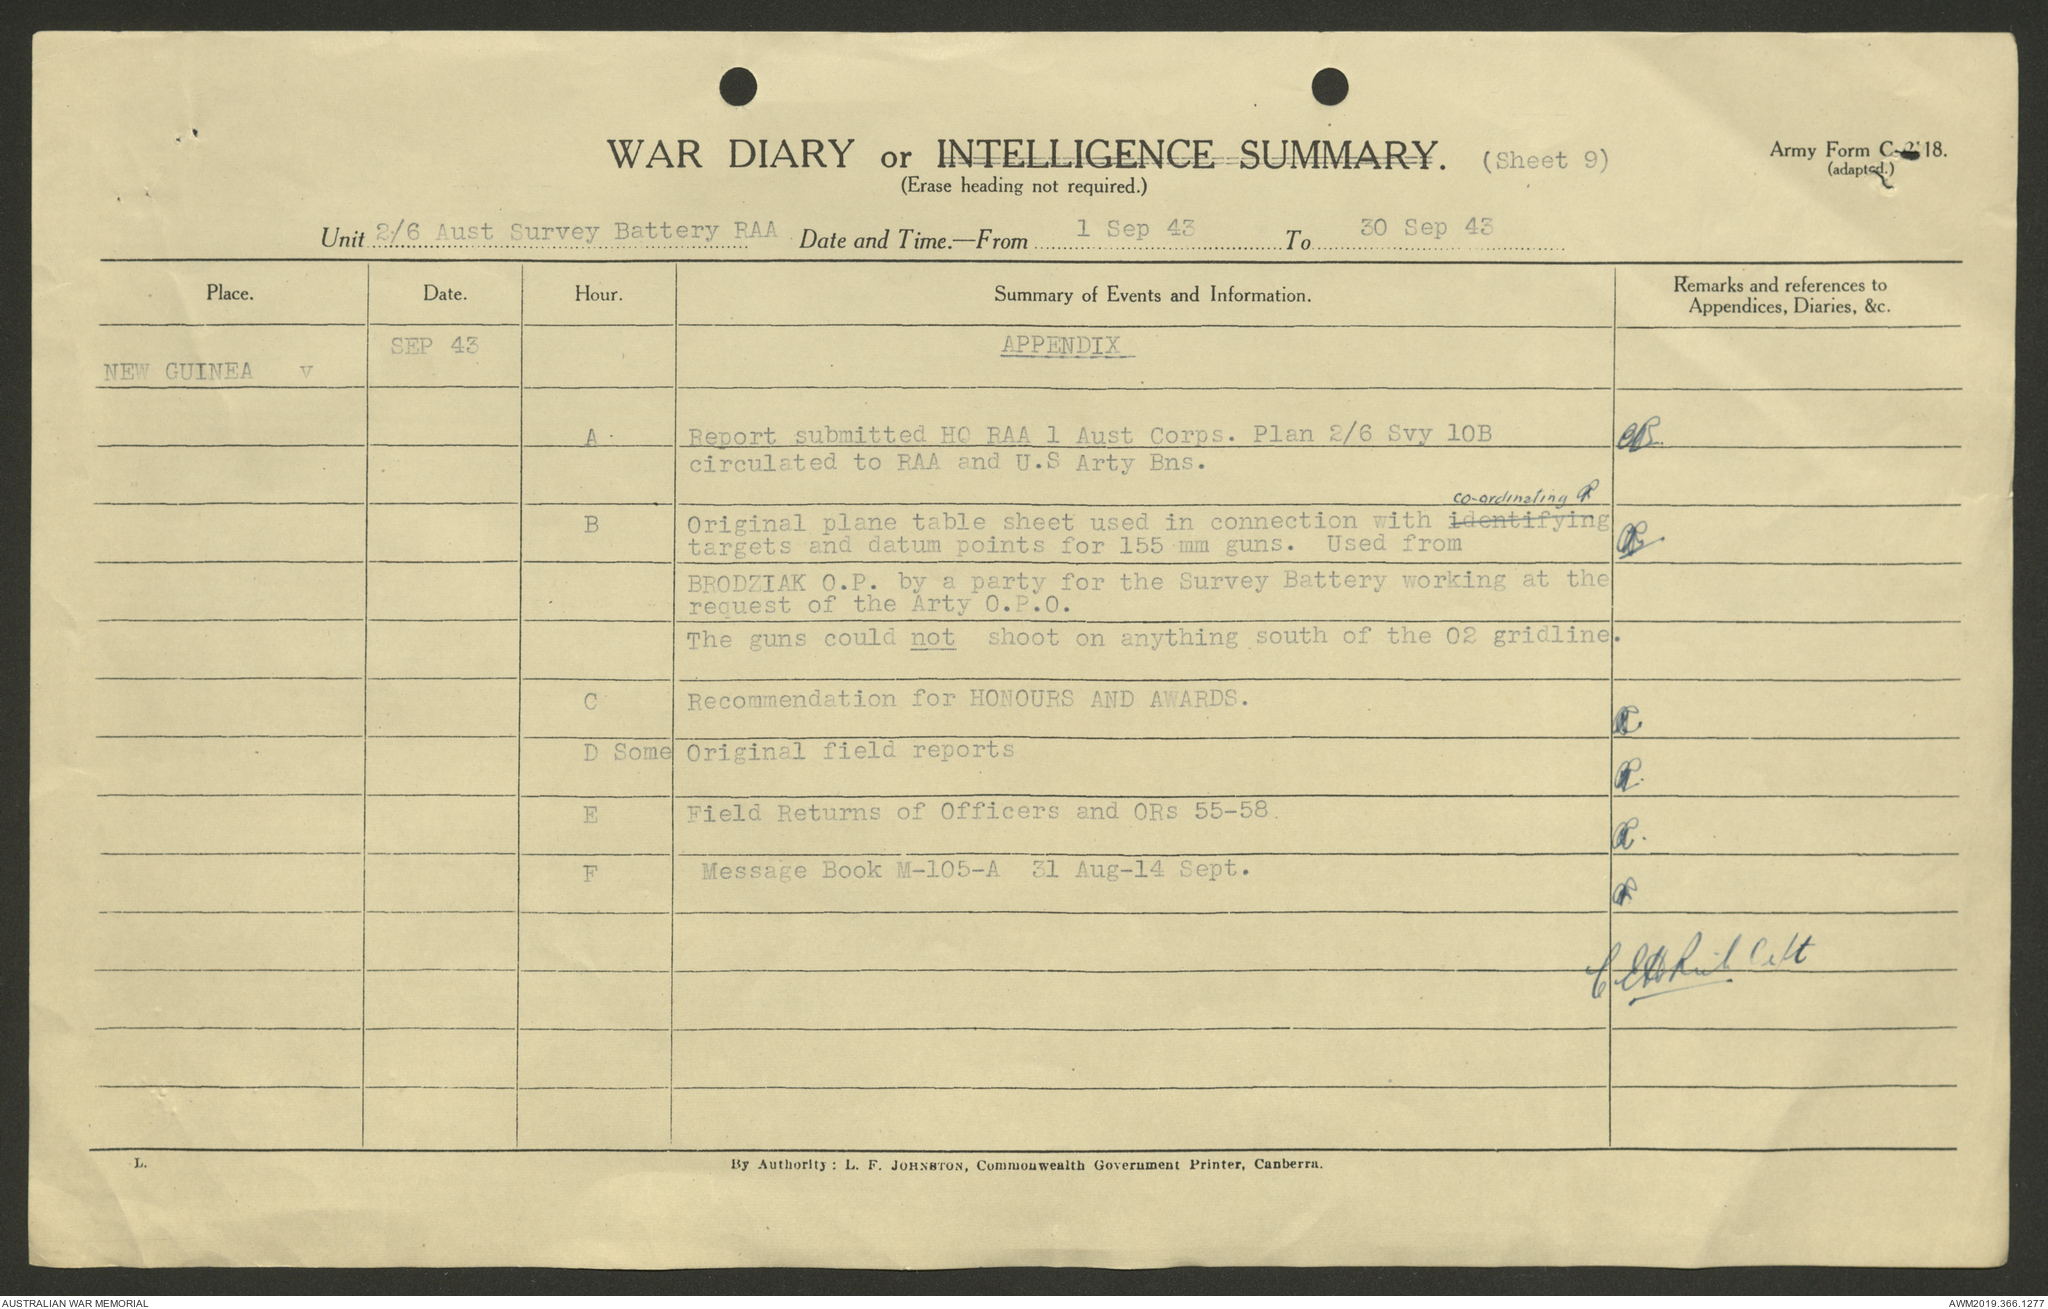 WAR DIARY or INTELLIGENCE SUMMARY. (Sheet 9)
Army Form C-2118.
(adapted.)
(Erase heading not required.)
Unit 2/6 Aust Survey Battery RAA Date and Time.—From 1 Sep 43 To 30 Sep 43
Place. Date. Hour. Summary of Events and Information. Remarks and references to
Appendices, Diaries, &c.
SEP 43 APPENDIX
NEW GUINEA v
A Report submitted HQ RAA 1 Aust Corps. Plan 2/6 Svy 10B
circulated to RAA and U.S Arty Bns.
co-ordinating
B Original plane table sheet used in connection with identifying
targets and datum points for 155 mm guns. Used from
BRODZIAK O.P. by a party for the Survey Battery working at the
request of the Arty O.P.O.
The guns could not shoot on anything south of the 02 gridline.
C Recommendation for HONOURS AND AWARDS.
D Some Original field reports
E Field Returns of Officers and ORs 55-58
F Message Book M-105-A 31 Aug-14 Sept.
L.
By Authority: L. F. JOHNSTON, Commonwealth Government Printer, Canberra.
AUSTRALIAN WAR MEMORIAL
AWM2019.366.1277